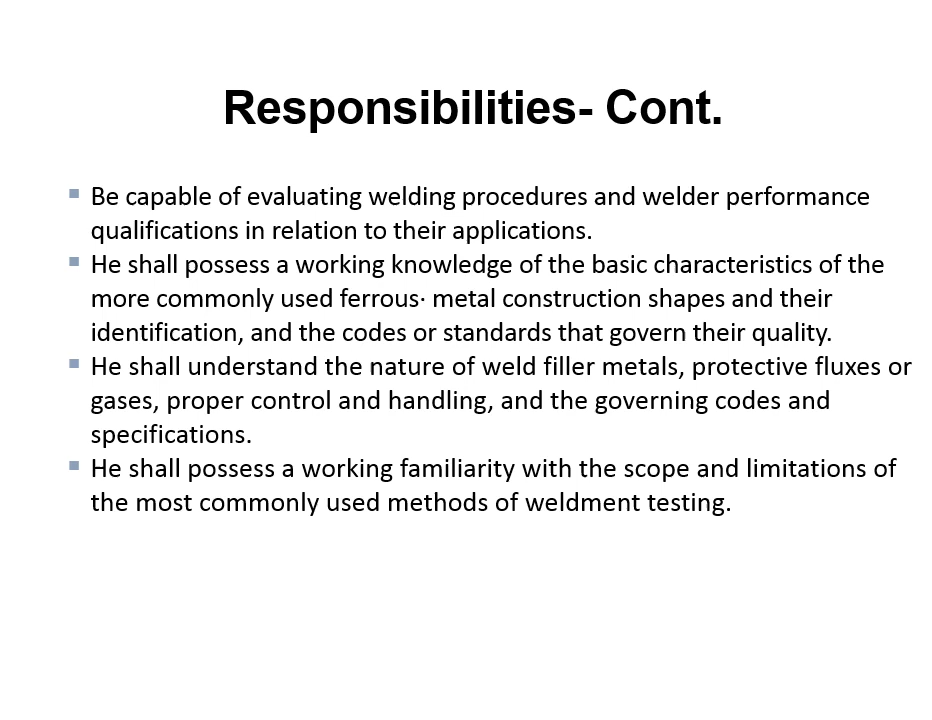 Responsibilities- Cont.
▪ Be capable of evaluating welding procedures and welder performance
qualifications in relation to their applications.
▪ He shall possess a working knowledge of the basic characteristics of the
more commonly used ferrous· metal construction shapes and their
identification, and the codes or standards that govern their quality.
▪ He shall understand the nature of weld filler metals, protective fluxes or
gases, proper control and handling, and the governing codes and
specifications.
▪ He shall possess a working familiarity with the scope and limitations of
the most commonly used methods of weldment testing.